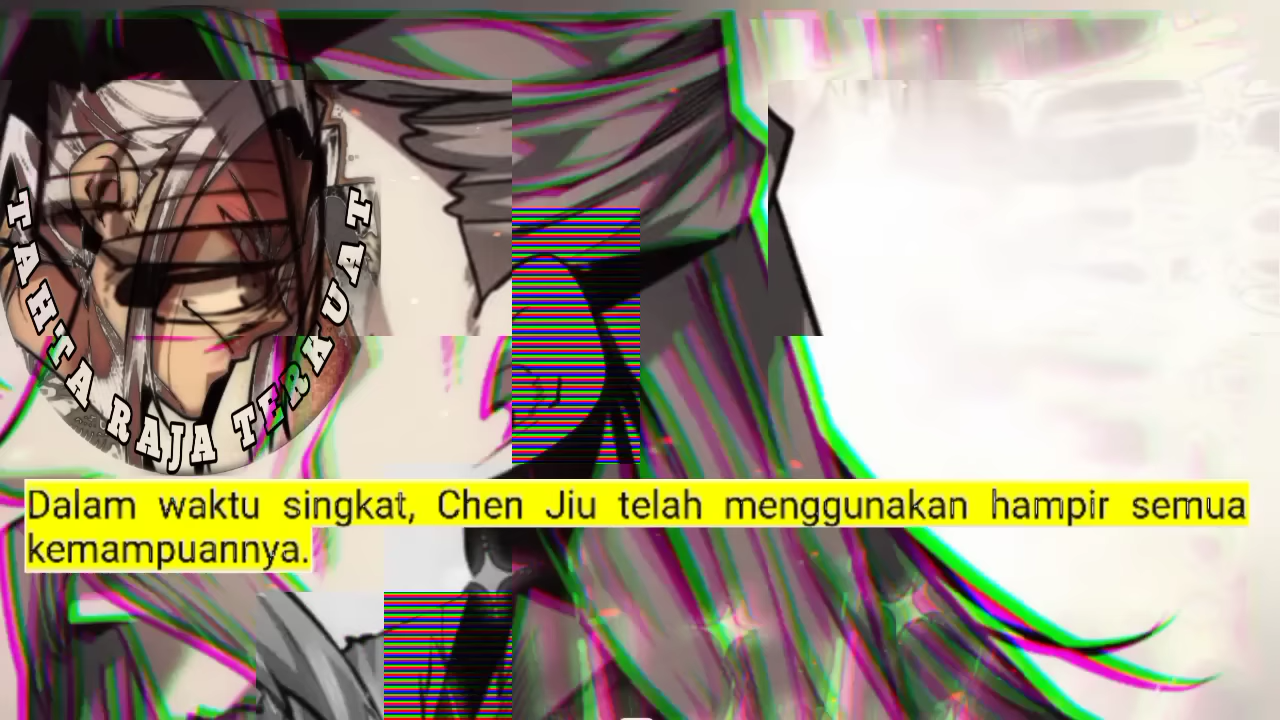 TAHTA RAJA TERKUAT
Dalam waktu singkat, Chen Jiu telah menggunakan hampir semua
kemampuannya.